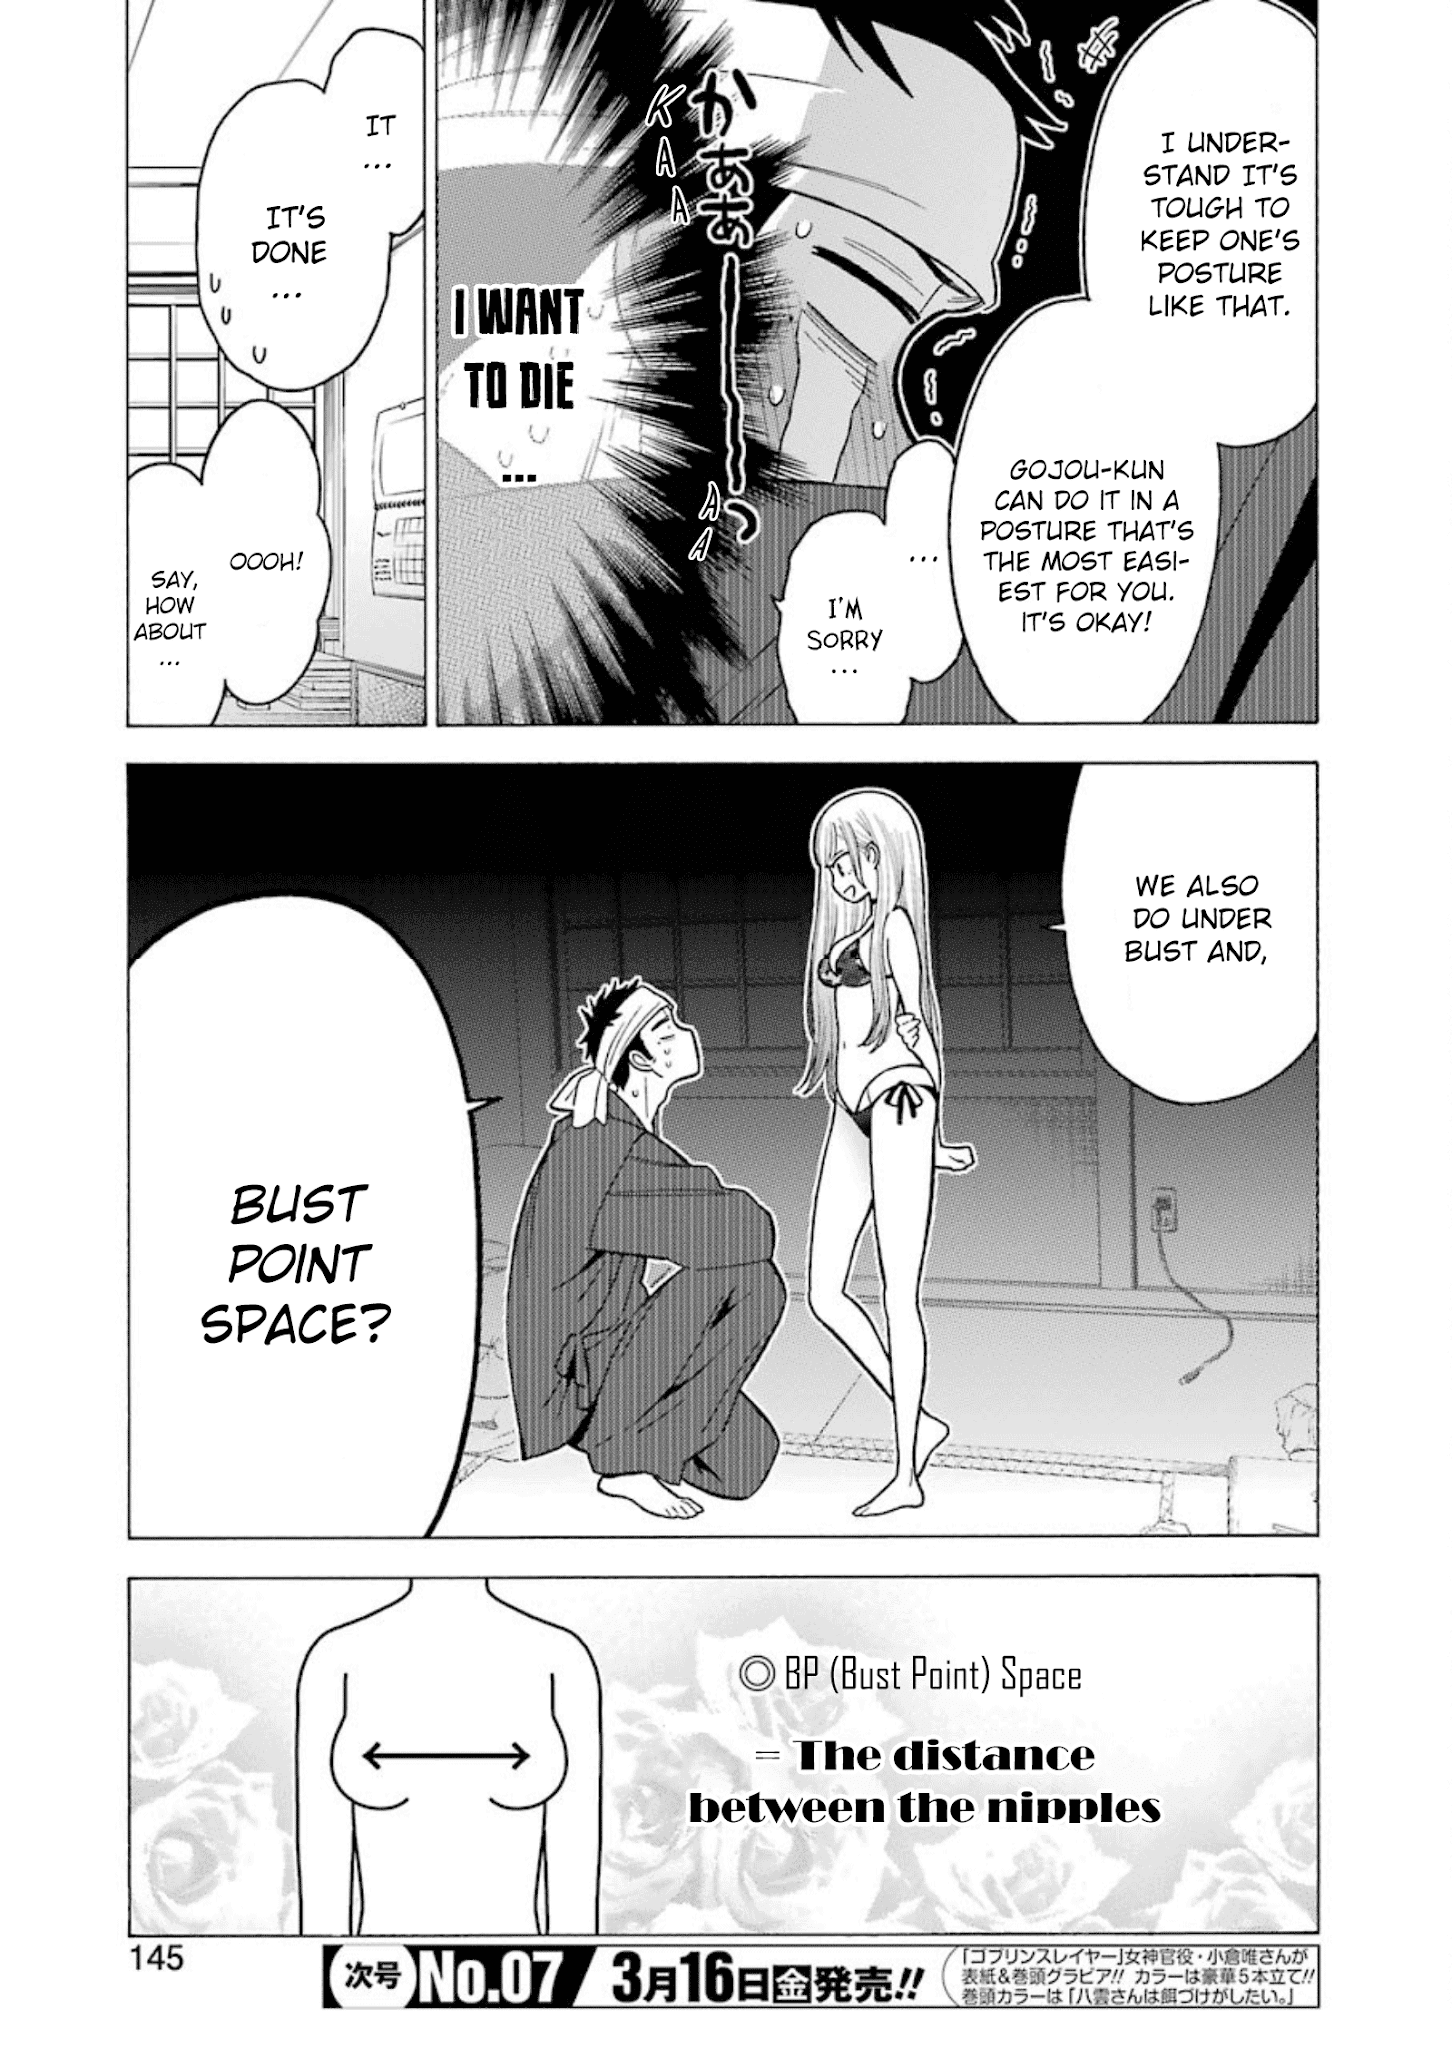 I UNDER-
STAND IT'S
TOUGH TO
KEEP ONE'S
POSTURE
LIKE THAT.
GOJOU-KUN
CAN DO IT IN A
POSTURE THAT'S
THE MOST EASI-
EST FOR YOU.
IT'S OKAY!
...
I'M
SORRY
...
かああーーっ
KAA
AA
I WANT
TO DIE
...
IT
...
IT'S
DONE
...
OOOH!
SAY,
HOW
ABOUT
...
WE ALSO
DO UNDER
BUST AND,
BUST
POINT
SPACE?
◎ BP (Bust Point) Space
= The distance
between the nipples
145
次号 No.07 3月16日金発売!!
「ゴブリンスレイヤー」女神官役・小倉唯さんが
表紙&巻頭グラビア!! カラーは豪華5本立て!!
巻頭カラーは「八雲さんは餌づけがしたい。」